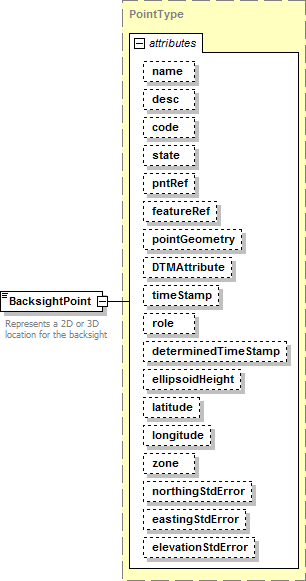 PointType
attributes
name
desc
code
state
pntRef
featureRef
pointGeometry
DTMAttribute
timeStamp
BacksightPoint
Represents a 2D or 3D
location for the backsight
role
determinedTimeStamp
ellipsoidHeight
latitude
longitude
zone
northingStdError
eastingStdError
elevationStdError